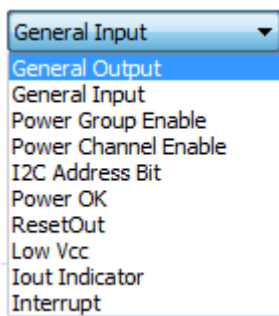 General Input
General Output
General Input
Power Group Enable
Power Channel Enable
I2C Address Bit
Power OK
ResetOut
Low Vcc
Iout Indicator
Interrupt